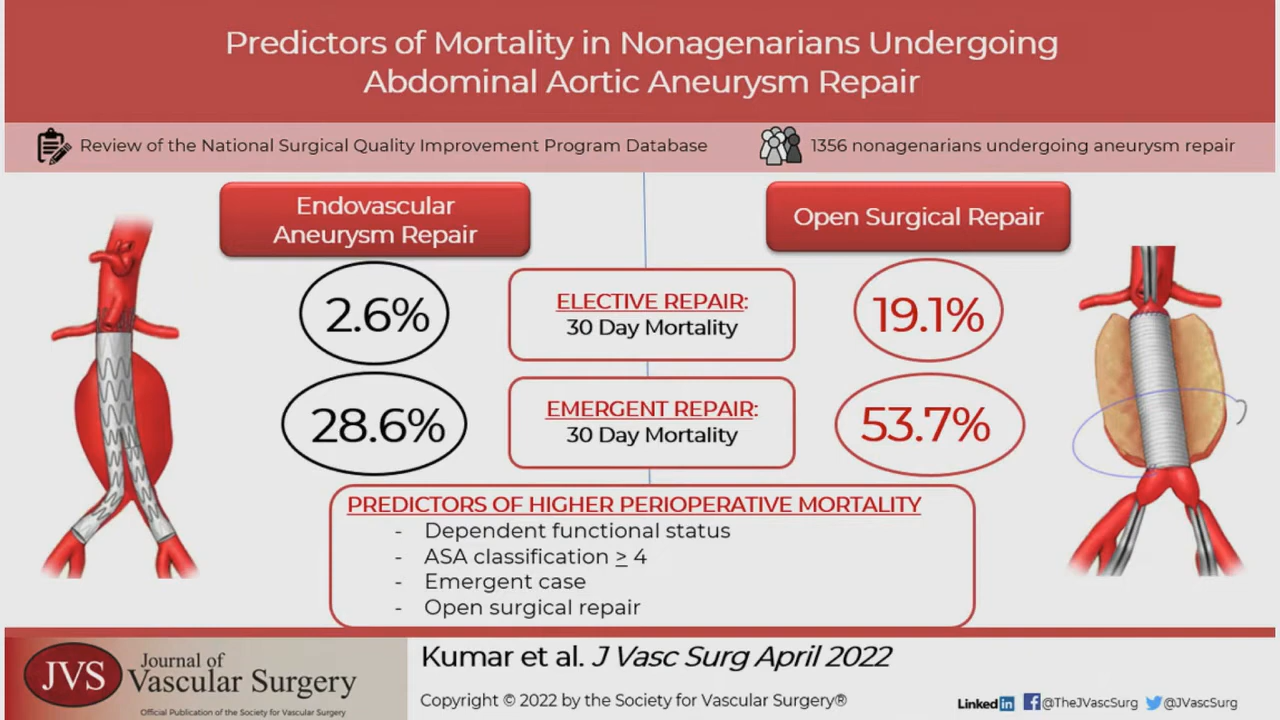 Predictors of Mortality in Nonagenarians Undergoing
Abdominal Aortic Aneurysm Repair
Review of the National Surgical Quality Improvement Program Database
1356 nonagenarians undergoing aneurysm repair
Endovascular
Aneurysm Repair
Open Surgical Repair
2.6%
ELECTIVE REPAIR:
30 Day Mortality
19.1%
28.6%
EMERGENT REPAIR:
30 Day Mortality
53.7%
PREDICTORS OF HIGHER PERIOPERATIVE MORTALITY
- Dependent functional status
- ASA classification ≥ 4
- Emergent case
- Open surgical repair
JVS
Journal of
Vascular Surgery
Official Publication of the Society for Vascular Surgery
Kumar et al. J Vasc Surg April 2022
Copyright © 2022 by the Society for Vascular Surgery®
Linked in
@TheJVascSurg
@JVascSurg